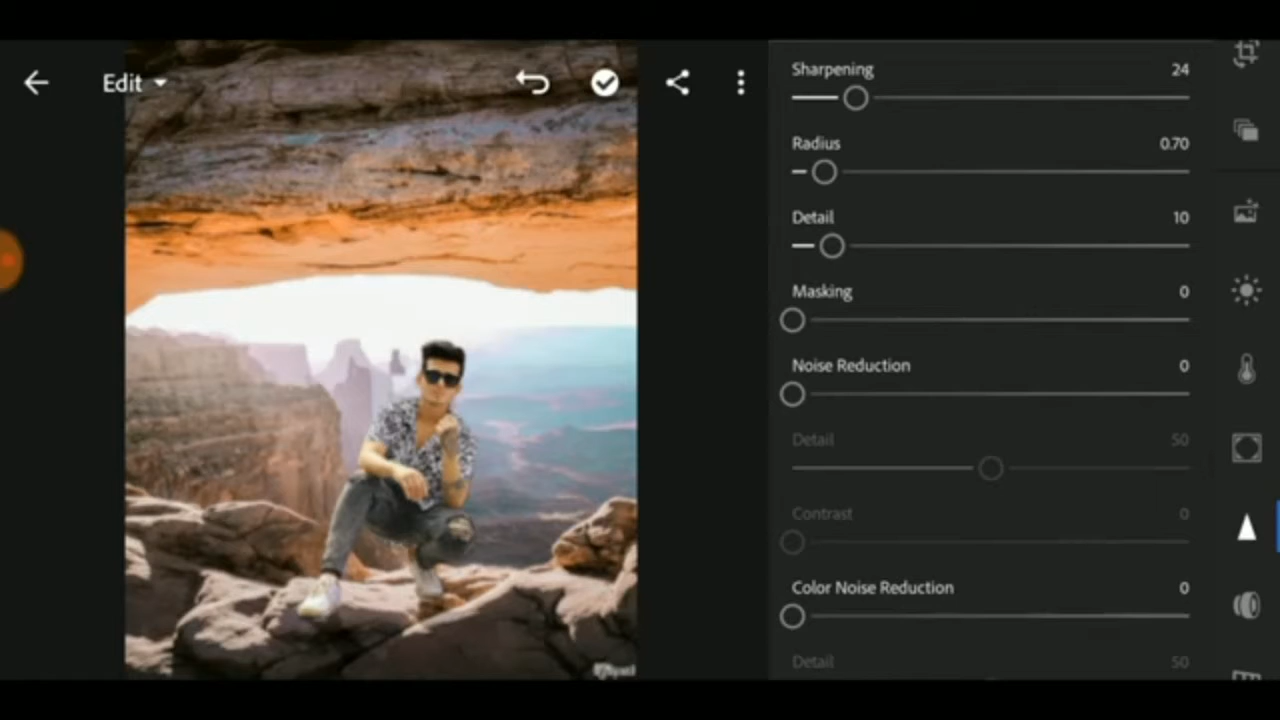 Edit
Sharpening 24
Radius 0.70
Detail 10
Masking 0
Noise Reduction 0
Detail 50
Contrast 0
Color Noise Reduction 0
Detail 50